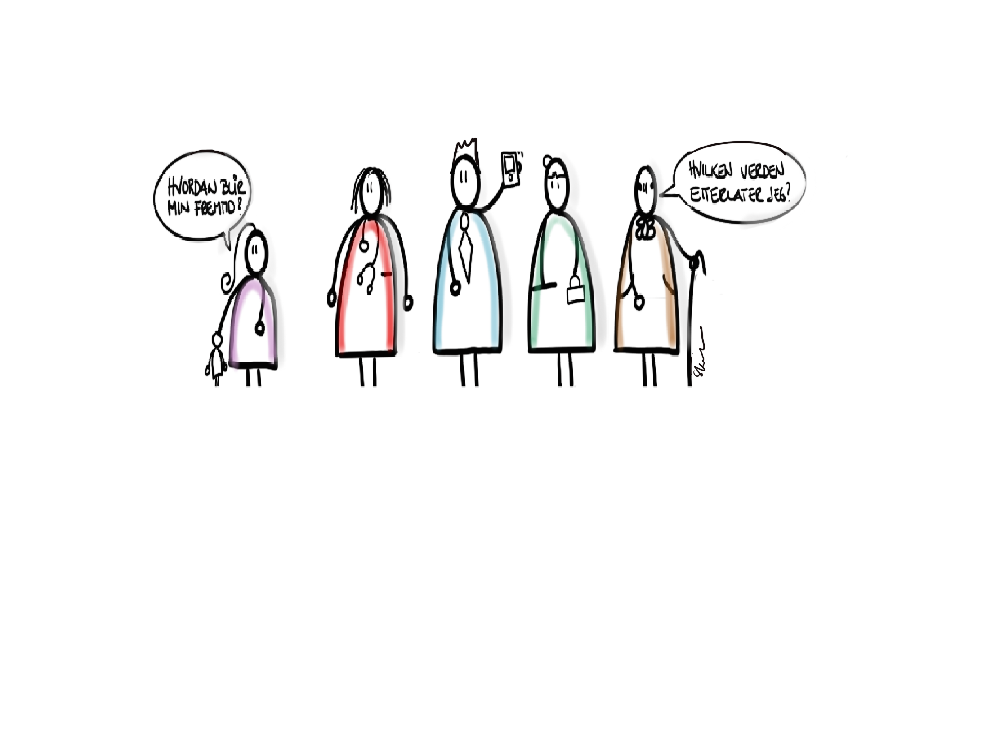 HVORDAN BLIR
MIN FREMTID?
HVILKEN VERDEN
ETTERLATER JEG?